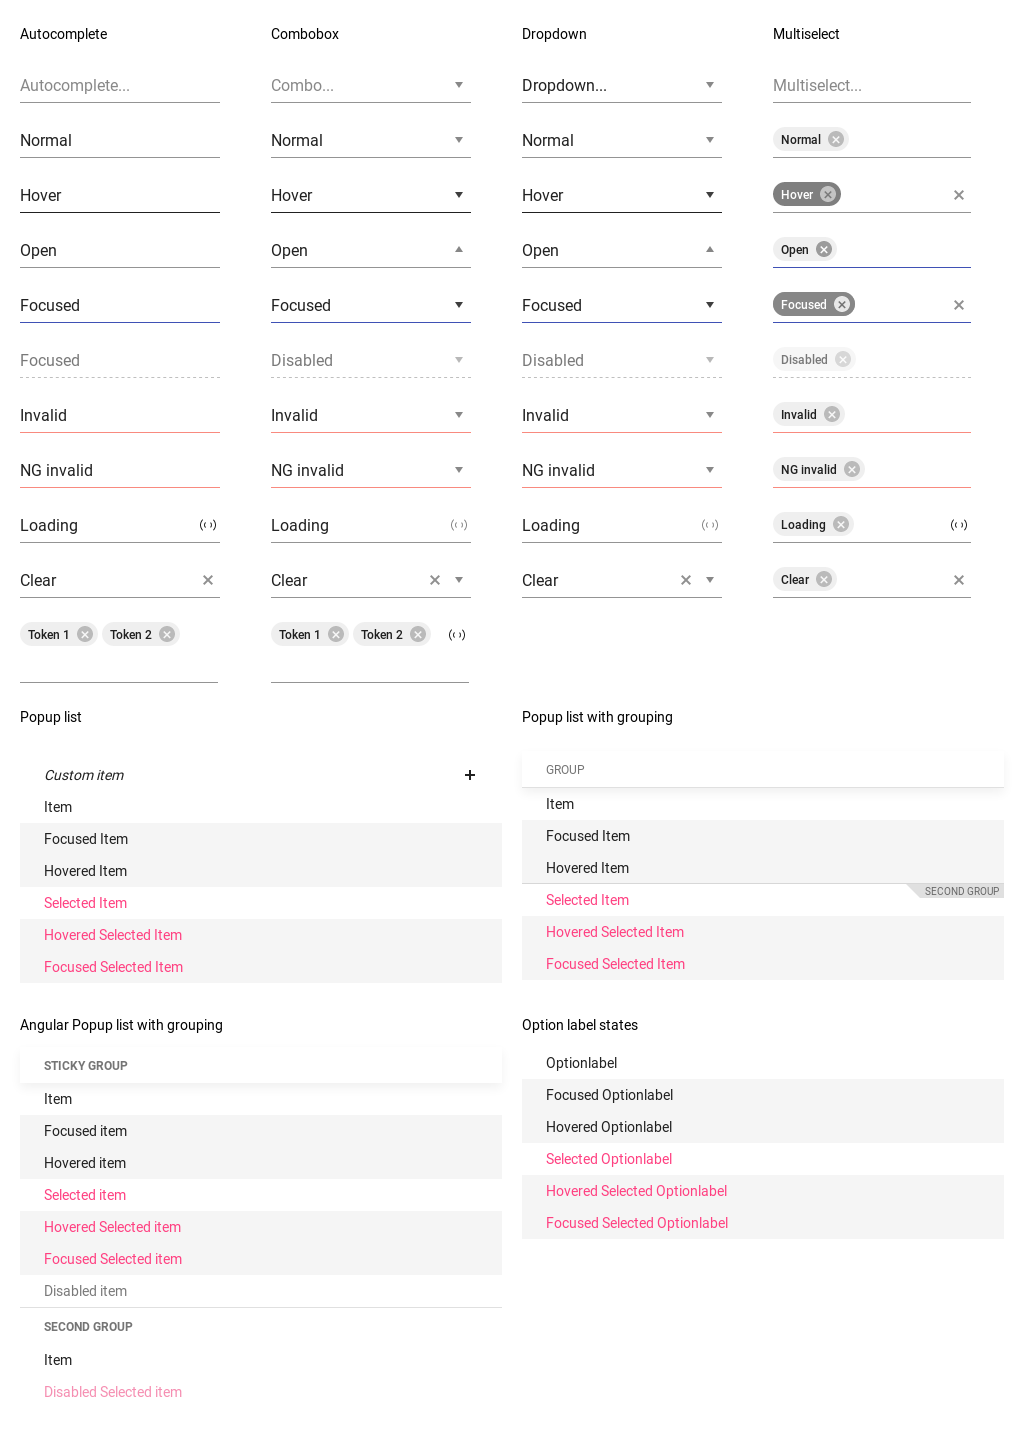 Autocomplete Combobox Dropdown Multiselect
Autocomplete... Combo... Dropdown... Multiselect...
Normal Normal Normal Normal
Hover Hover Hover Hover
Open Open Open Open
Focused Focused Focused Focused
Focused Disabled Disabled Disabled
Invalid Invalid Invalid Invalid
NG invalid NG invalid NG invalid NG invalid
Loading Loading Loading Loading
Clear Clear Clear Clear
Token 1 Token 2 Token 1 Token 2
Popup list
Custom item
Item
Focused Item
Hovered Item
Selected Item
Hovered Selected Item
Focused Selected Item
Popup list with grouping
GROUP
Item
Focused Item
Hovered Item
Selected Item SECOND GROUP
Hovered Selected Item
Focused Selected Item
Angular Popup list with grouping
STICKY GROUP
Item
Focused item
Hovered item
Selected item
Hovered Selected item
Focused Selected item
Disabled item
SECOND GROUP
Item
Disabled Selected item
Option label states
Optionlabel
Focused Optionlabel
Hovered Optionlabel
Selected Optionlabel
Hovered Selected Optionlabel
Focused Selected Optionlabel